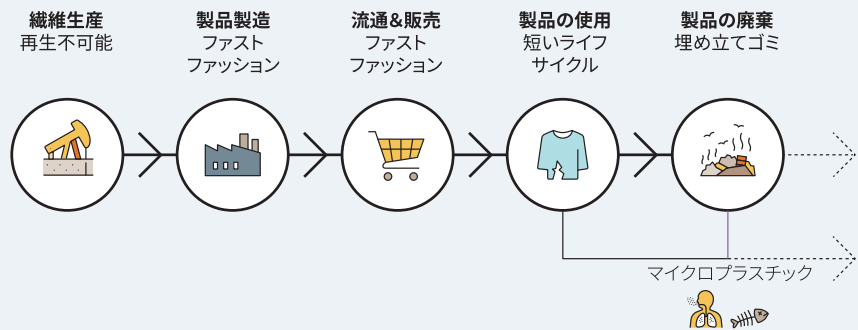 繊維生産
再生不可能
製品製造
ファスト
ファッション
流通&販売
ファスト
ファッション
製品の使用
短いライフ
サイクル
製品の廃棄
埋め立てゴミ
マイクロプラスチック